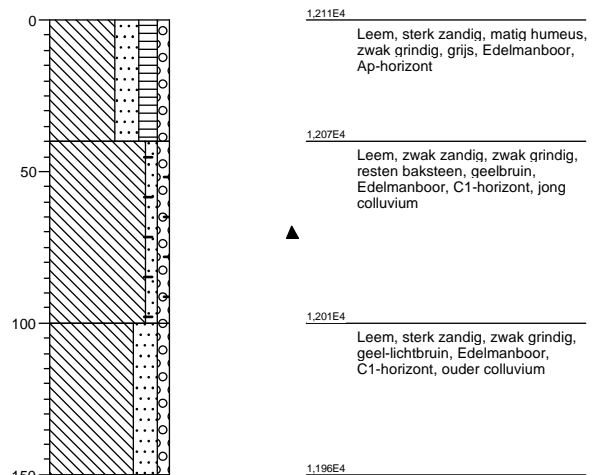 0
1,211E4
Leem, sterk zandig, matig humeus,
zwak grindig, grijs, Edelmanboor,
Ap-horizont
1,207E4
50
Leem, zwak zandig, zwak grindig,
resten baksteen, geelbruin,
Edelmanboor, C1-horizont, jong
colluvium
100
1,201E4
Leem, sterk zandig, zwak grindig,
geel-lichtbruin, Edelmanboor,
C1-horizont, ouder colluvium
150
1,196E4